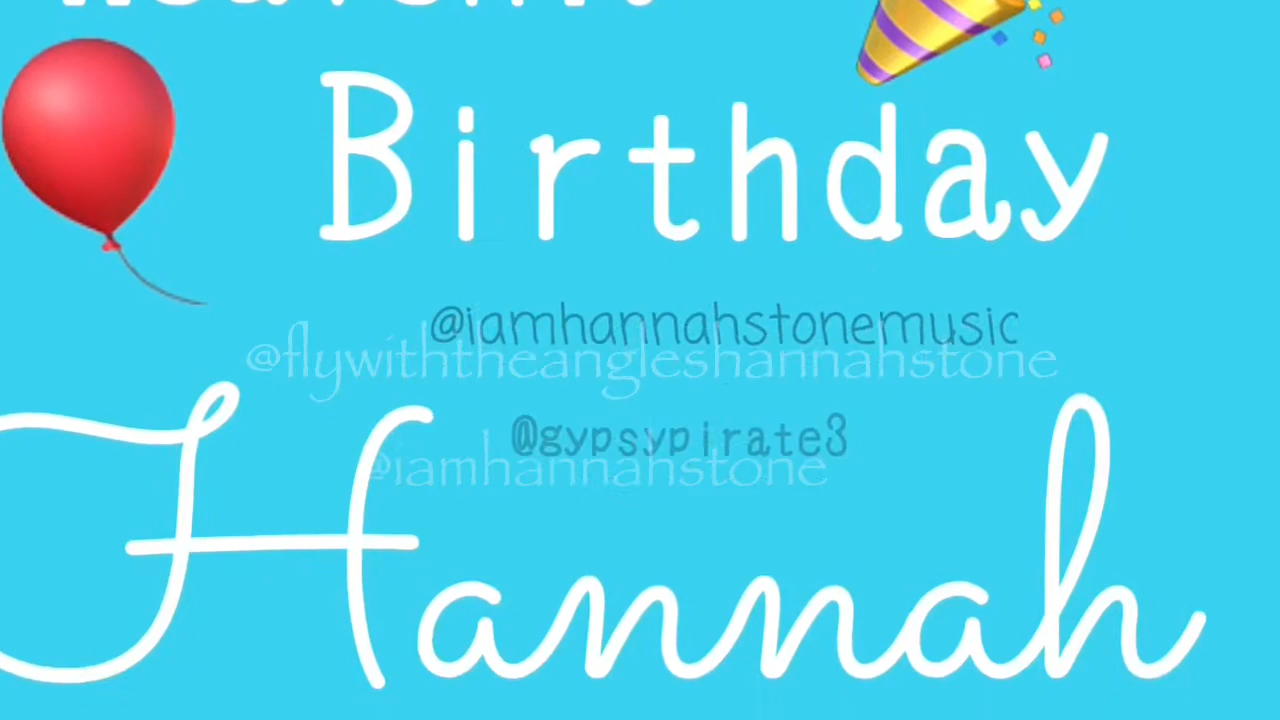 Birthday
@iamhannahstonemusic
@flywiththeangleshannahstone
@gypsypirate3
@iamhannahstone
Hannah